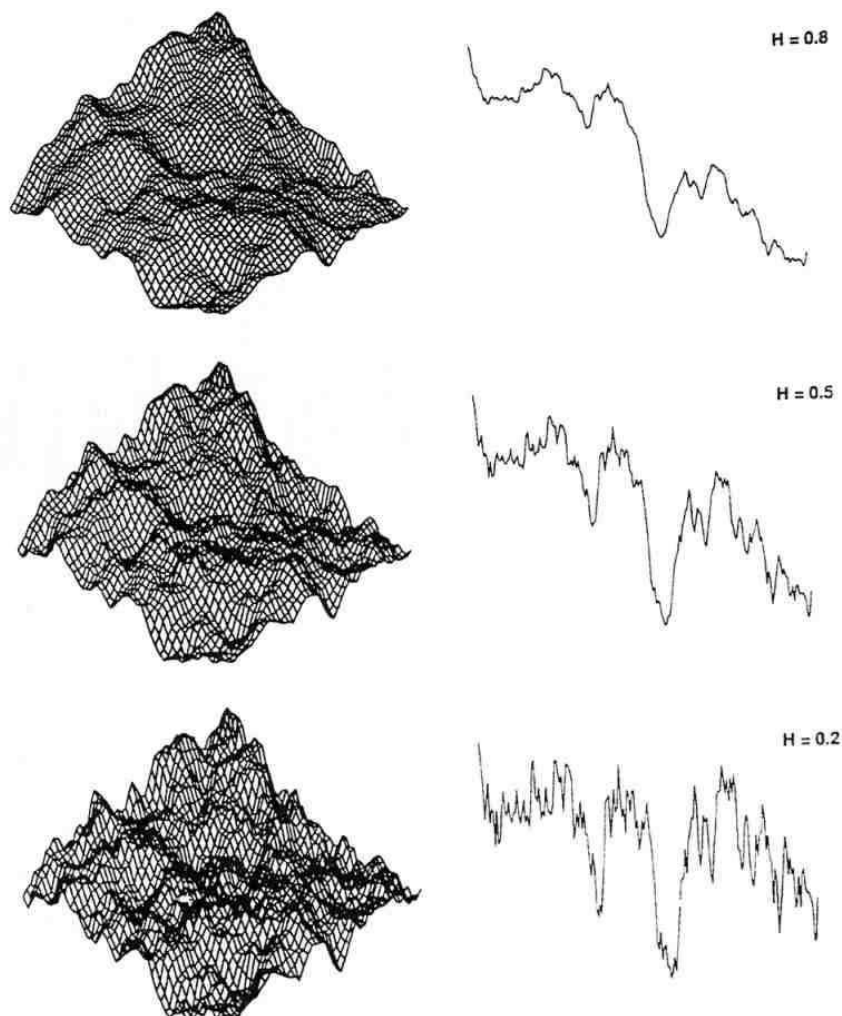 H = 0.8
H = 0.5
H = 0.2